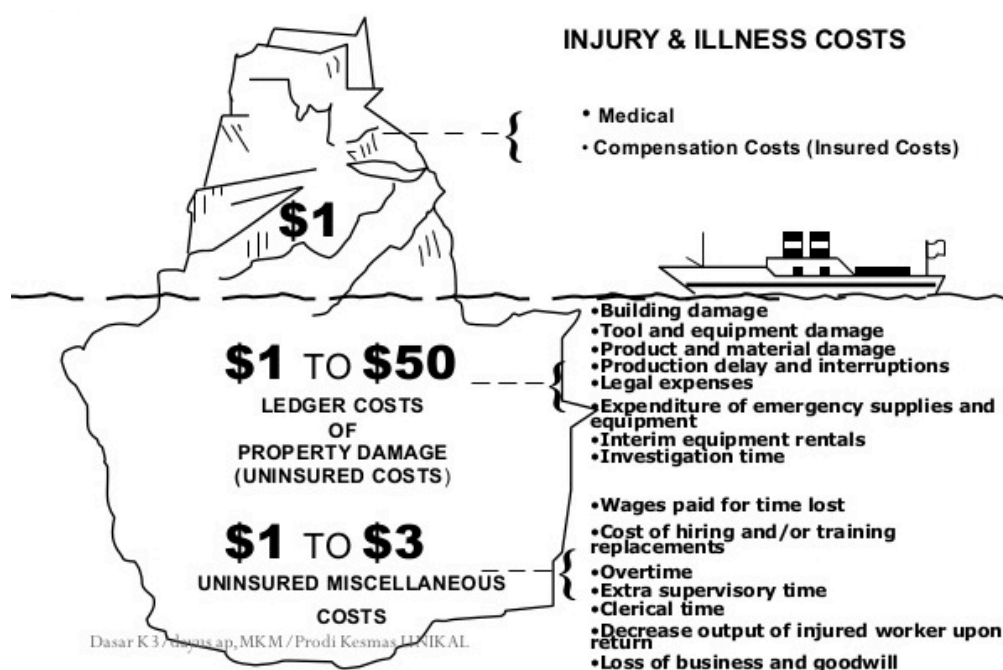 INJURY & ILLNESS COSTS
• Medical
• Compensation Costs (Insured Costs)
$1
$1 TO $50
LEDGER COSTS
OF
PROPERTY DAMAGE
(UNINSURED COSTS)
•Building damage
•Tool and equipment damage
•Product and material damage
•Production delay and interruptions
•Legal expenses
•Expenditure of emergency supplies and
equipment
•Interim equipment rentals
•Investigation time
$1 TO $3
UNINSURED MISCELLANEOUS
COSTS
•Wages paid for time lost
•Cost of hiring and/or training
replacements
•Overtime
•Extra supervisory time
•Clerical time
•Decrease output of injured worker upon
return
•Loss of business and goodwill
Dasar K3/dayus ap,MKM/Prodi Kesmas UNIKAL